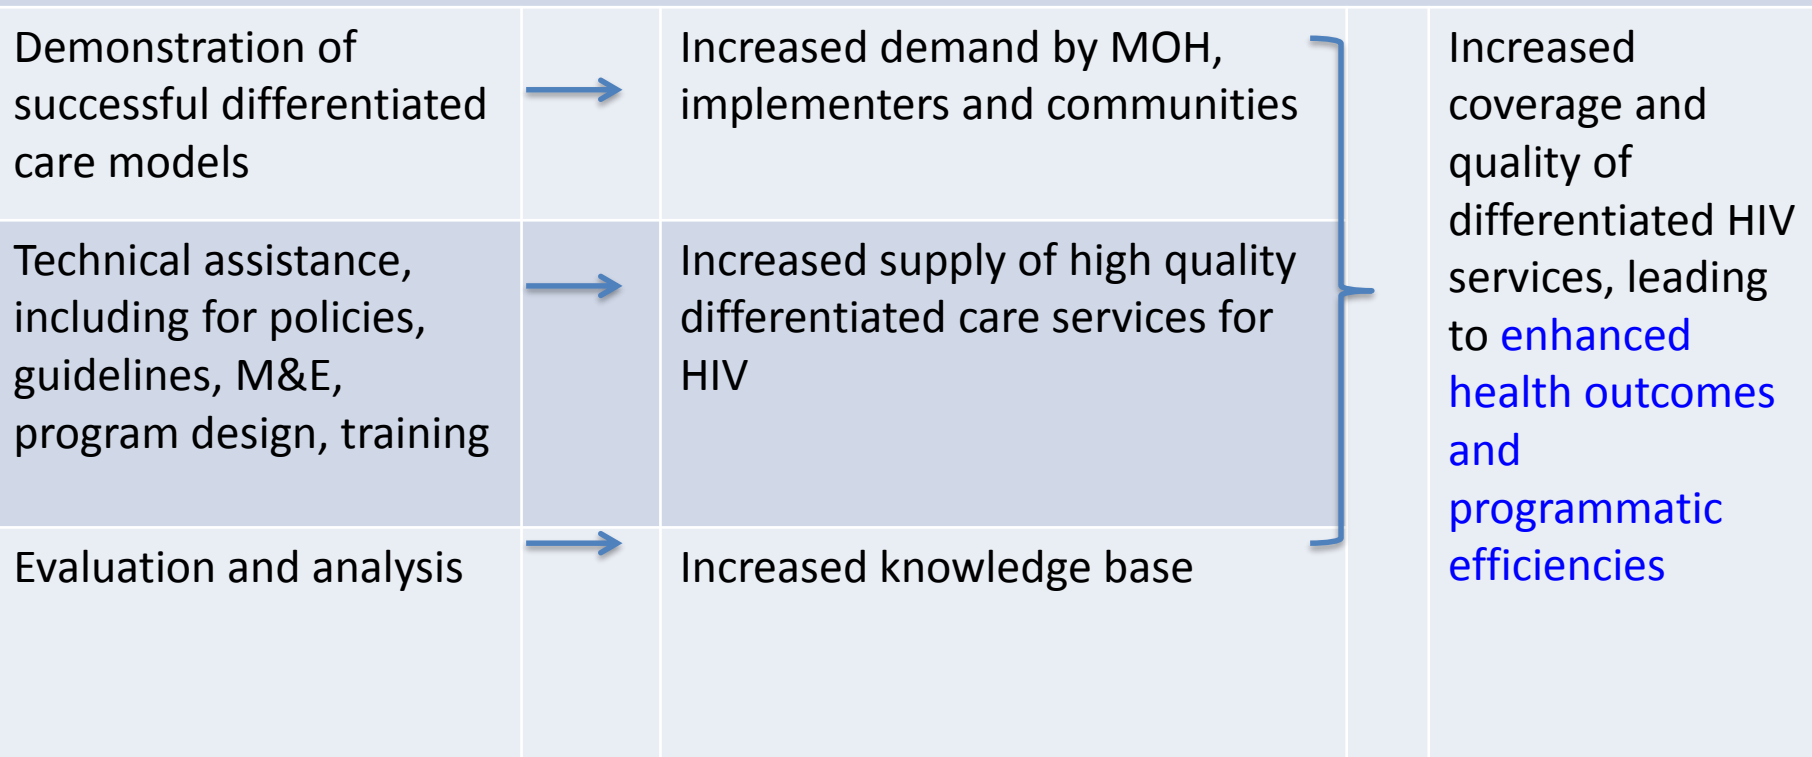 Demonstration of
successful differentiated
care models
Increased demand by MOH,
implementers and communities
Technical assistance,
including for policies,
guidelines, M&E,
program design, training
Increased supply of high quality
differentiated care services for
HIV
Evaluation and analysis
Increased knowledge base
Increased
coverage and
quality of
differentiated HIV
services, leading
to enhanced
health outcomes
and
programmatic
efficiencies